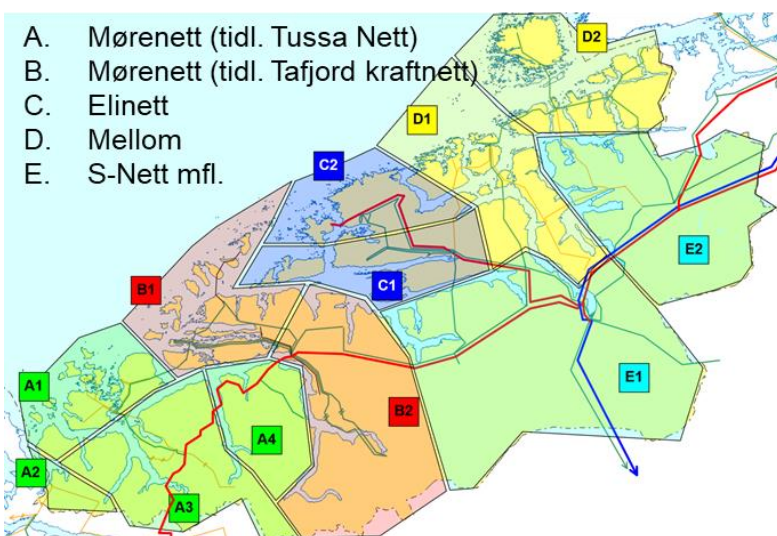 A. Mørenett (tidl. Tussa Nett)
B. Mørenett (tidl. Tafjord kraftnett)
C. Elinett
D. Mellom
E. S-Nett mfl.
D2
D1
C2
E2
C1
B1
E1
A1
B2
A4
A2
A3